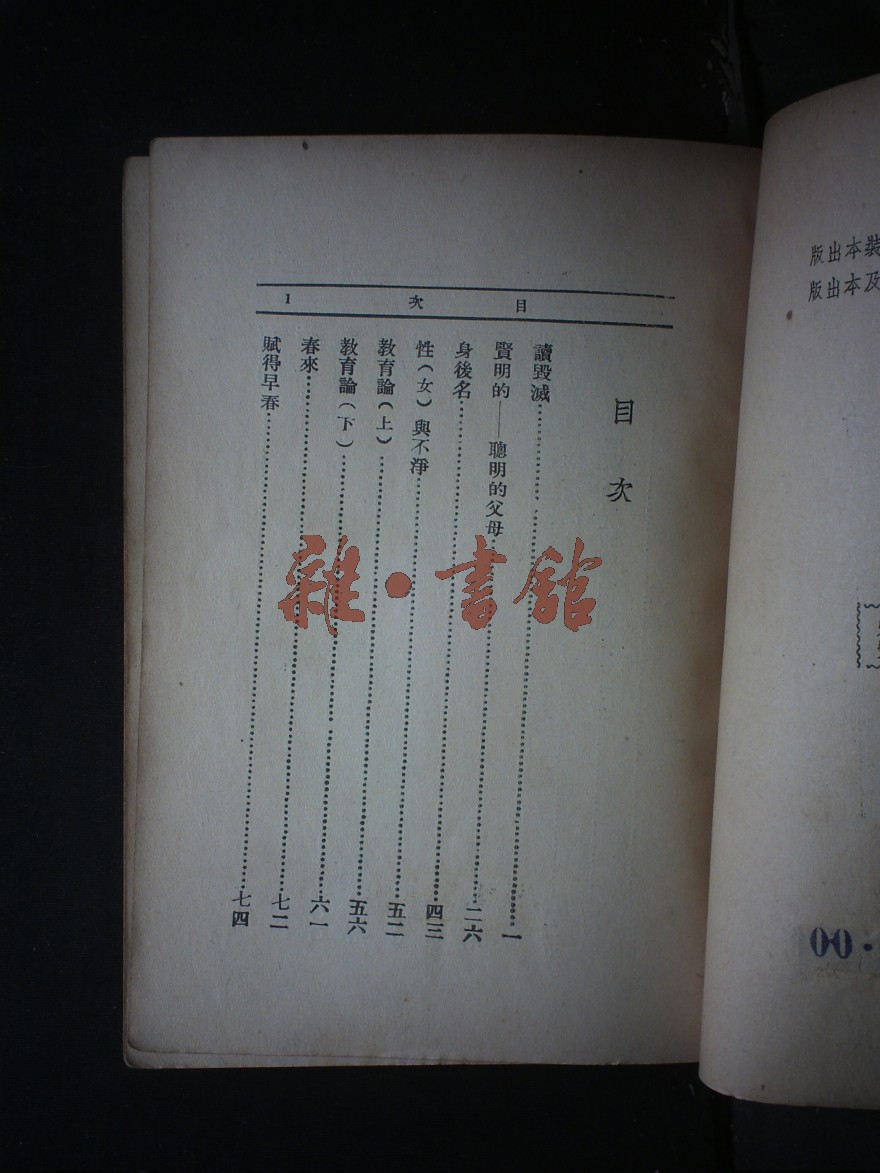 版出本裝
版出本及
00
1 次 目
目次
讀毀滅……一
賢明的——聰明的父母……二六
身後名……四三
性(女)與不淨……五二
教育論(上)……五六
教育論(下)……六一
春來……七二
賦得早春……七四
雜·書館